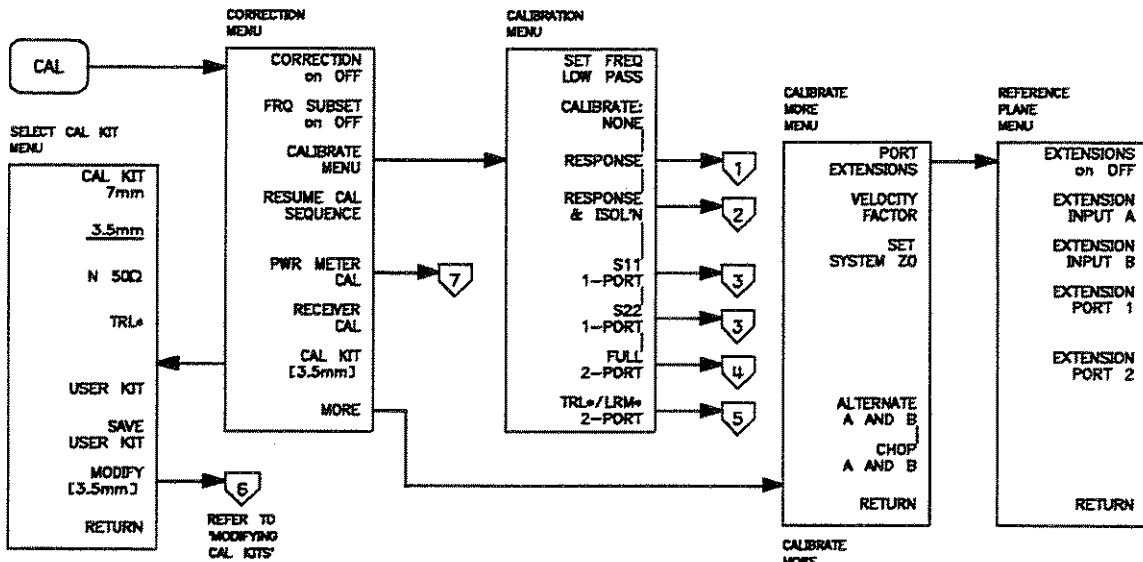 CAL
CORRECTION
MENU
CORRECTION
on OFF
FRQ SUBSET
on OFF
CALIBRATE
MENU
RESUME CAL
SEQUENCE
PWR METER
CAL
7
RECEIVER
CAL
CAL KIT
[3.5mm]
MORE
SELECT CAL KIT
MENU
CAL KIT
7mm
3.5mm
N 50Ω
TRL*
USER KIT
SAVE
USER KIT
MODIFY
[3.5mm]
RETURN
6
REFER TO
'MODIFYING
CAL KITS'
CALIBRATION
MENU
SET FREQ
LOW PASS
CALIBRATE:
NONE
RESPONSE
1
RESPONSE
& ISOL'N
2
S11
1-PORT
3
S22
1-PORT
3
FULL
2-PORT
4
TRL*/LRM*
2-PORT
5
CALIBRATE
MORE
MENU
PORT
EXTENSIONS
VELOCITY
FACTOR
SET
SYSTEM Z0
ALTERNATE
A AND B
CHOP
A AND B
RETURN
CALIBRATE
MORE
REFERENCE
PLANE
MENU
EXTENSIONS
on OFF
EXTENSION
INPUT A
EXTENSION
INPUT B
EXTENSION
PORT 1
EXTENSION
PORT 2
RETURN